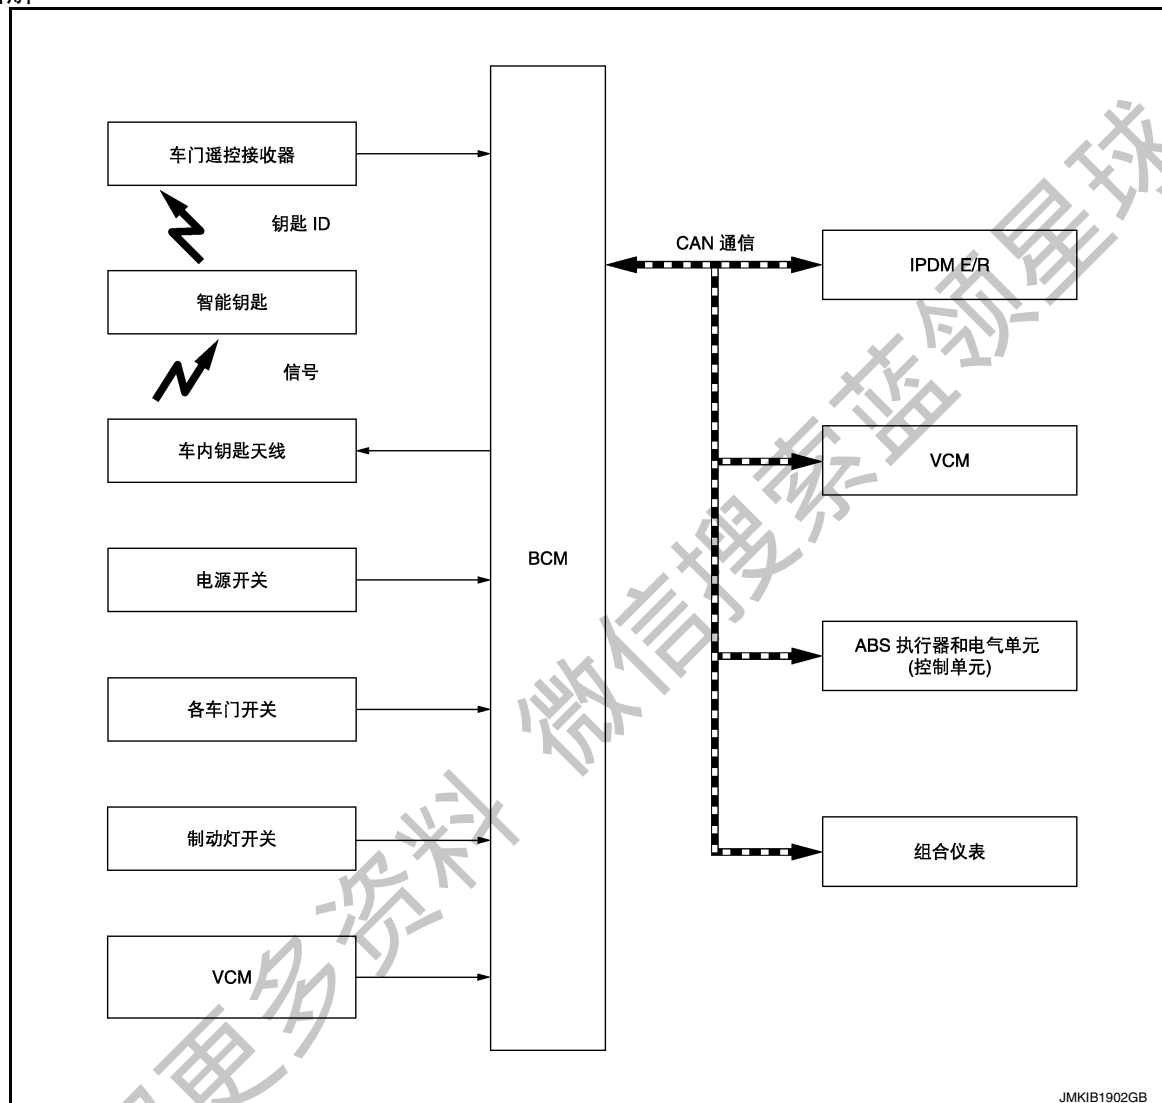 车门遥控接收器
钥匙 ID
智能钥匙
信号
车内钥匙天线
电源开关
各车门开关
制动灯开关
VCM
BCM
CAN 通信
IPDM E/R
VCM
ABS 执行器和电气单元
(控制单元)
组合仪表
更多资料 微信搜索蓝领星球
JMKIB1902GB